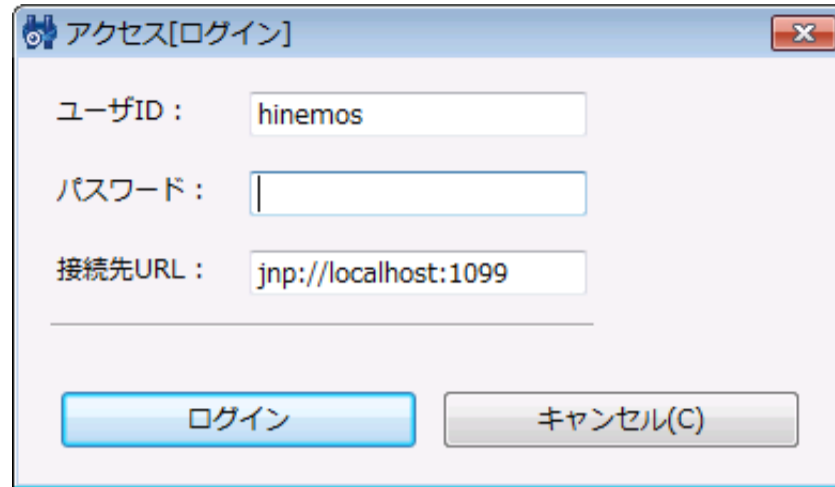 アクセス[ログイン]
ユーザID： hinemos
パスワード：
接続先URL： jnp://localhost:1099
ログイン キャンセル(C)